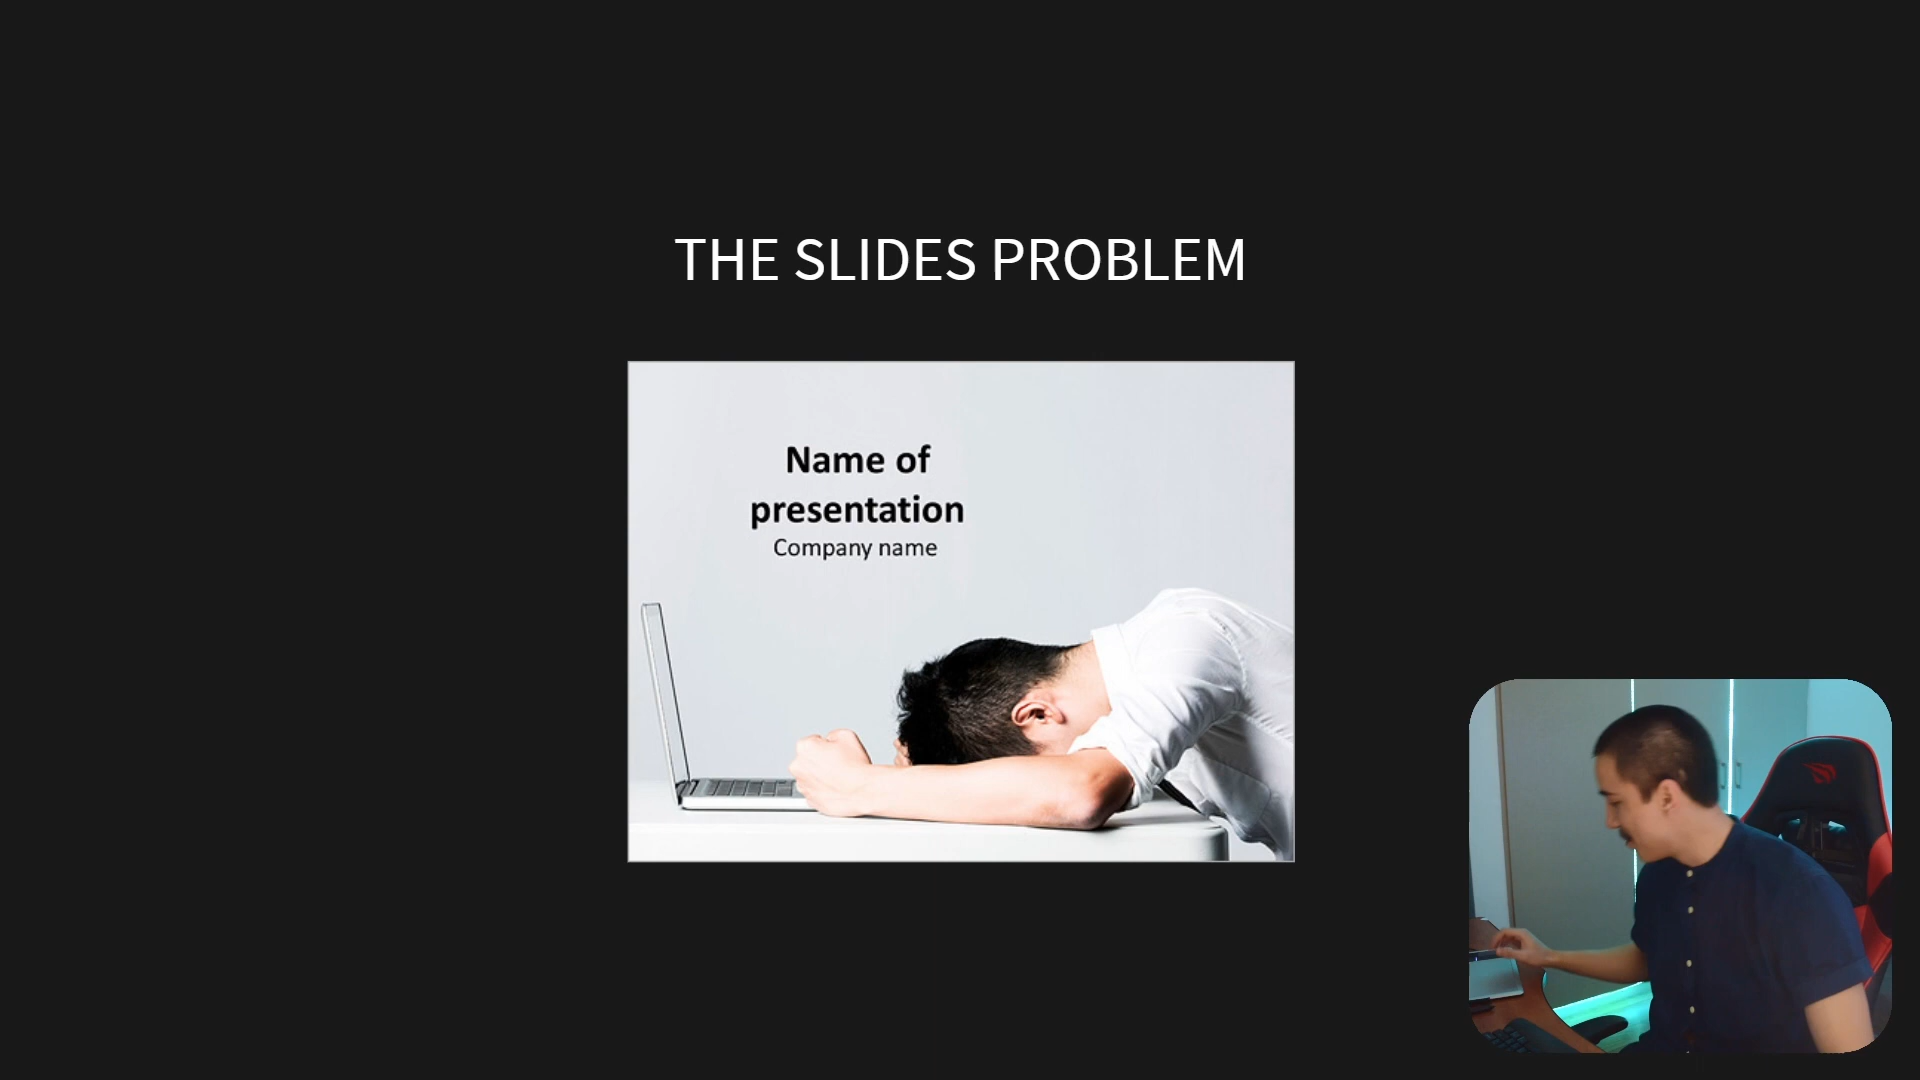 THE SLIDES PROBLEM
Name of
presentation
Company name